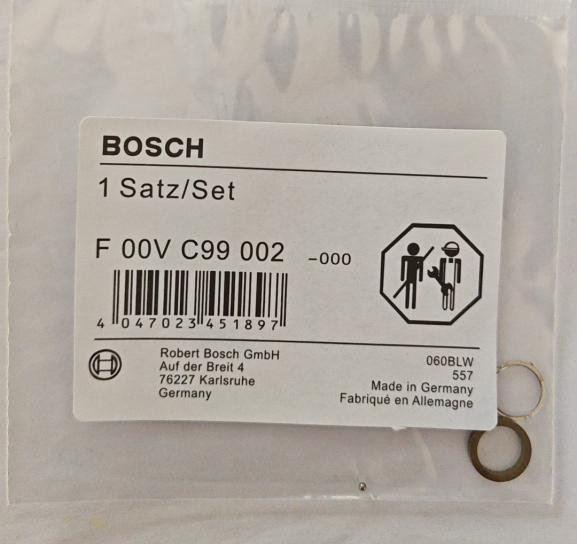 BOSCH
1 Satz/Set
F 00V C99 002 -000
4 047023 451897
Robert Bosch GmbH
Auf der Breit 4
76227 Karlsruhe
Germany
060BLW
557
Made in Germany
Fabriqué en Allemagne